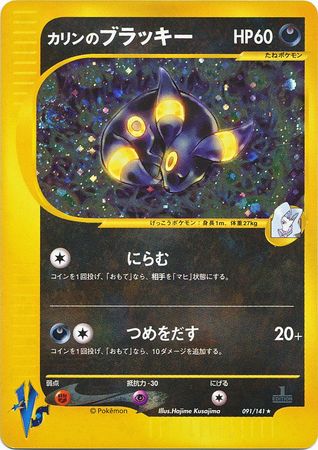 カリンのブラッキー HP60
たねポケモン
げっこうポケモン：身長1m、体重27kg
にらむ
コインを1回投げ、「おもて」なら、相手を「マヒ」状態にする。
つめをだす 20+
コインを1回投げ、「おもて」なら、10ダメージを追加する。
弱点 抵抗力 -30 にげる
©Pokémon Illus.Hajime Kusajima 091/141★
1
EDITION